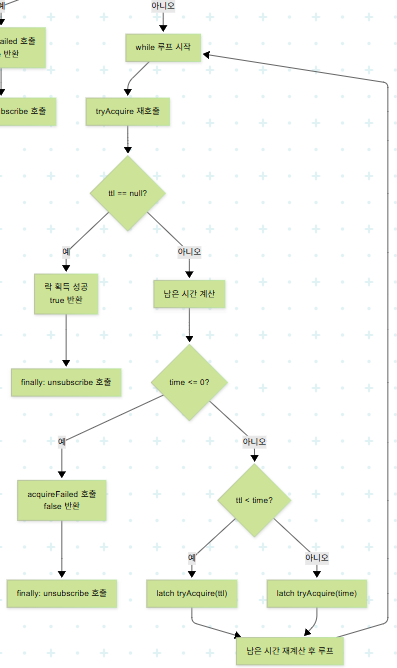 예
아니오
ailed 호출
반환
while 루프 시작
bscribe 호출
tryAcquire 재호출
ttl == null?
예
아니오
락 획득 성공
true 반환
남은 시간 계산
finally: unsubscribe 호출
time <= 0?
예
아니오
acquireFailed 호출
false 반환
ttl < time?
예
아니오
finally: unsubscribe 호출
latch tryAcquire(ttl)
latch tryAcquire(time)
남은 시간 재계산 후 루프